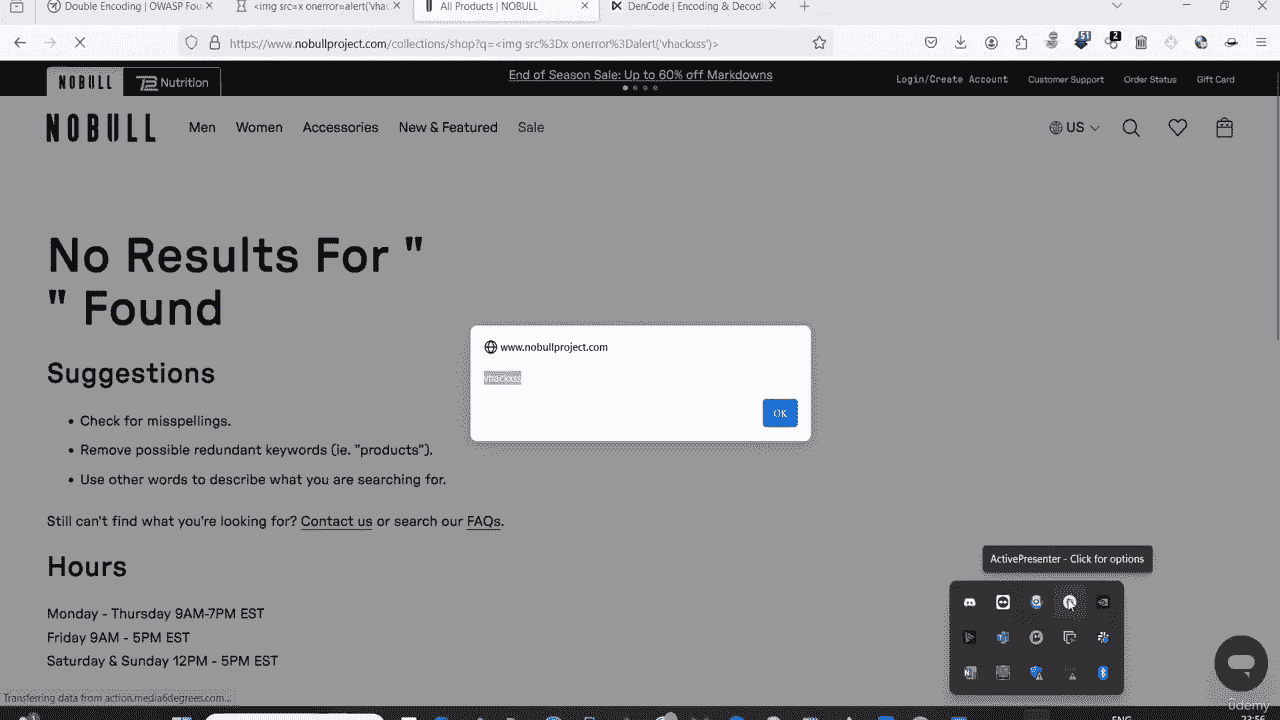 Double Encoding | OWASP Fou
<img src=x onerror=alert('vhac
All Products | NOBULL
DenCode | Encoding & Decodi
https://www.nobullproject.com/collections/shop?q=<img src%3Dx onerror%3Dalert('vhackxss')>
51
2
NOBULL
Nutrition
End of Season Sale: Up to 60% off Markdowns
Login/Create Account
Customer Support
Order Status
Gift Card
NOBULL
Men
Women
Accessories
New & Featured
Sale
US
No Results For "
" Found
www.nobullproject.com
OK
Suggestions
Check for misspellings.
Remove possible redundant keywords (ie. "products").
Use other words to describe what you are searching for.
Still can't find what you're looking for? Contact us or search our FAQs.
ActivePresenter - Click for options
Hours
Monday - Thursday 9AM-7PM EST
Friday 9AM - 5PM EST
Saturday & Sunday 12PM - 5PM EST
Transferring data from action.media6degrees.com...
ûdemy
ENG
23:56